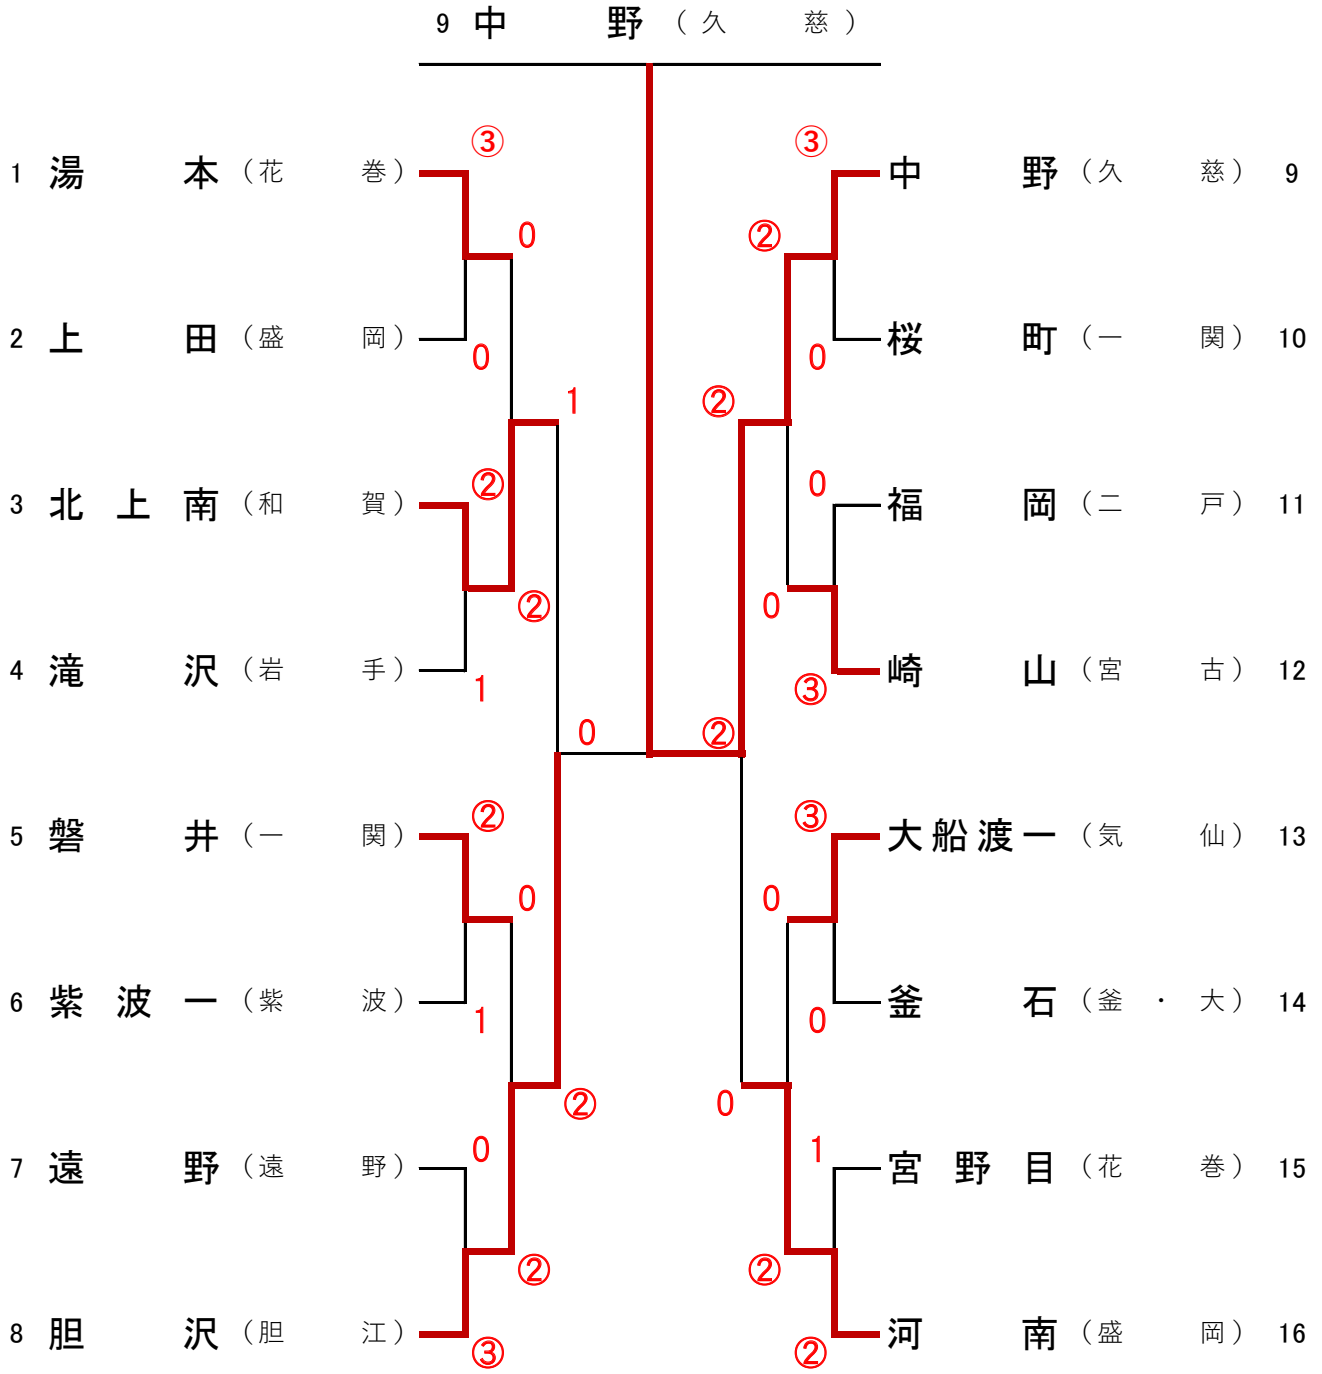 9 中野（久慈）
③ ③
1 湯本（花巻） 中野（久慈） 9
0 ②
2 上田（盛岡） 桜町（一関） 10
0 0
1 ②
② 0
3 北上南（和賀） 福岡（二戸） 11
② 0
4 滝沢（岩手） 崎山（宮古） 12
1 ③
0 ②
② ③
5 磐井（一関） 大船渡一（気仙） 13
0 0
6 紫波一（紫波） 釜石（釜・大） 14
1 0
② 0
0 1
7 遠野（遠野） 宮野目（花巻） 15
② ②
8 胆沢（胆江） 河南（盛岡） 16
③ ②